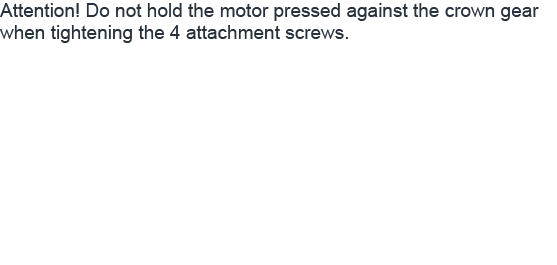 Attention! Do not hold the motor pressed against the crown gear
when tightening the 4 attachment screws.